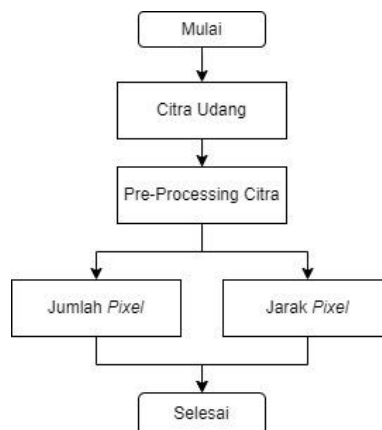 Mulai
Citra Udang
Pre-Processing Citra
Jumlah Pixel
Jarak Pixel
Selesai